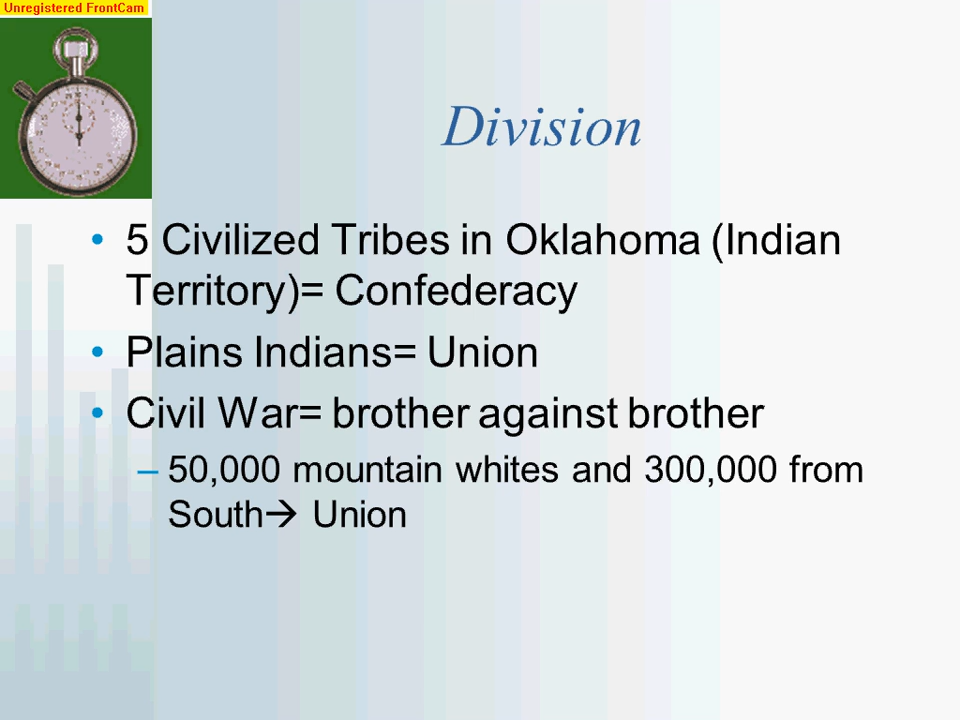 Unregistered FrontCam
Division
• 5 Civilized Tribes in Oklahoma (Indian
Territory)= Confederacy
• Plains Indians= Union
• Civil War= brother against brother
– 50,000 mountain whites and 300,000 from
South→ Union